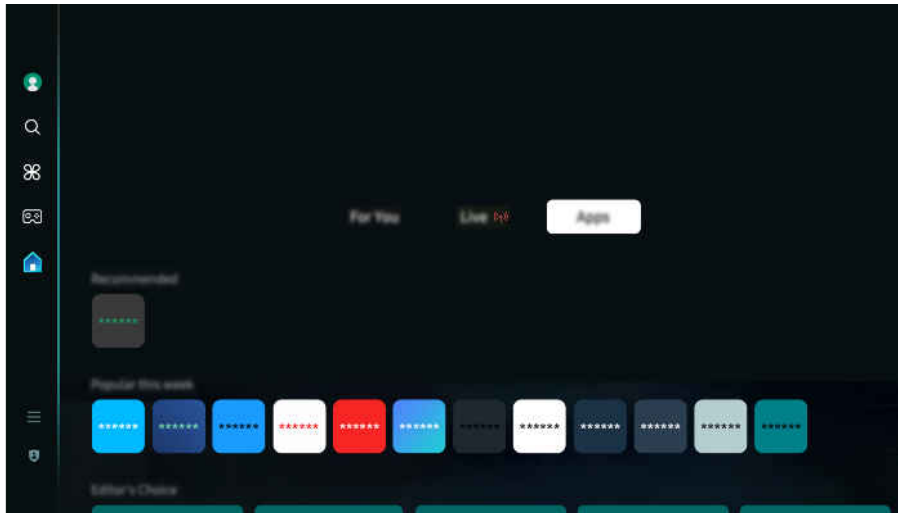 For You
Live
Apps
Recommended
******
Popular this week
****** ****** ****** ****** ****** ****** ****** ****** ****** ****** ****** ******
Editor's Choice